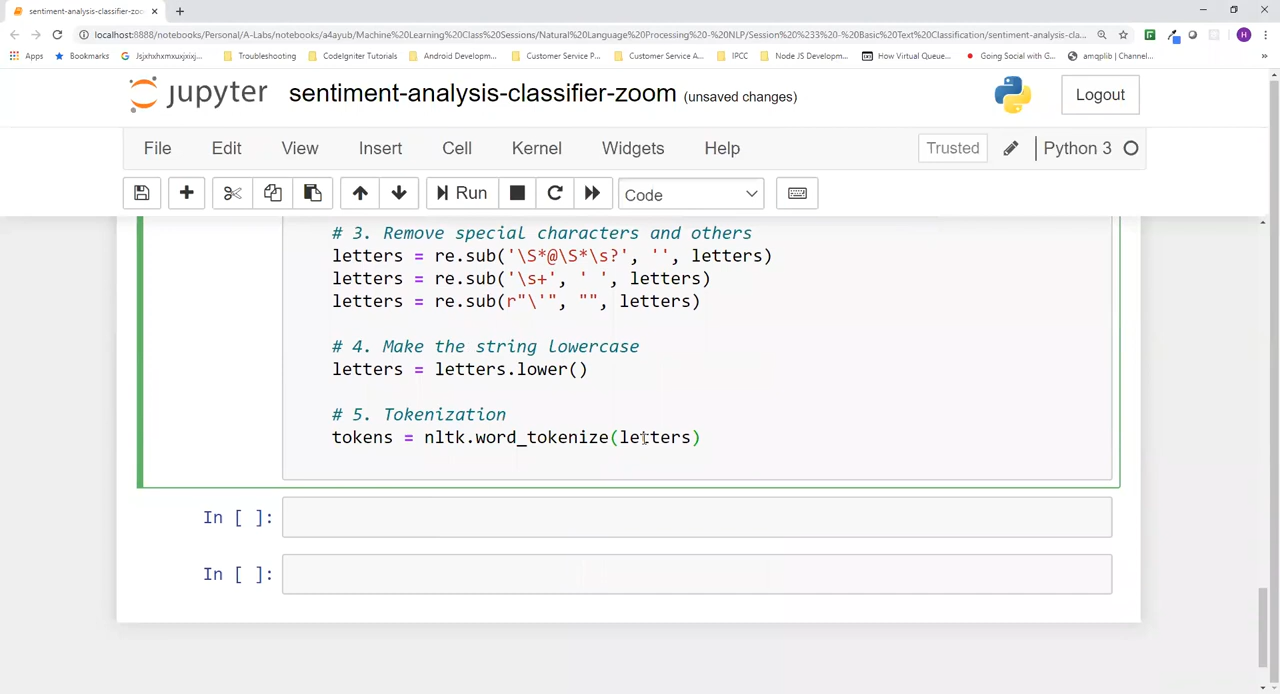 sentiment-analysis-classifier-zoo
localhost:8888/notebooks/Personal/A-Labs/notebooks/a4ayub/Machine%20Learning%20Class%20Sessions/Natural%20Language%20Processing%20-%20NLP/Session%20%233%20-%20Basic%20Text%20Classification/sentiment-analysis-cla...
H
Apps Bookmarks Jsjxhxhxmxuxjxixj... Troubleshooting CodeIgniter Tutorials Android Developm... Customer Service P... Customer Service A... IPCC Node JS Developm... How Virtual Queue... Going Social with G... amqplib | Channel... »
jupyter sentiment-analysis-classifier-zoom (unsaved changes) Logout
File Edit View Insert Cell Kernel Widgets Help Trusted Python 3
Run Code
# 3. Remove special characters and others
letters = re.sub('\S*@\S*\s?', '', letters)
letters = re.sub('\s+', ' ', letters)
letters = re.sub(r"\'", "", letters)
# 4. Make the string lowercase
letters = letters.lower()
# 5. Tokenization
tokens = nltk.word_tokenize(letters)
In [ ]:
In [ ]: